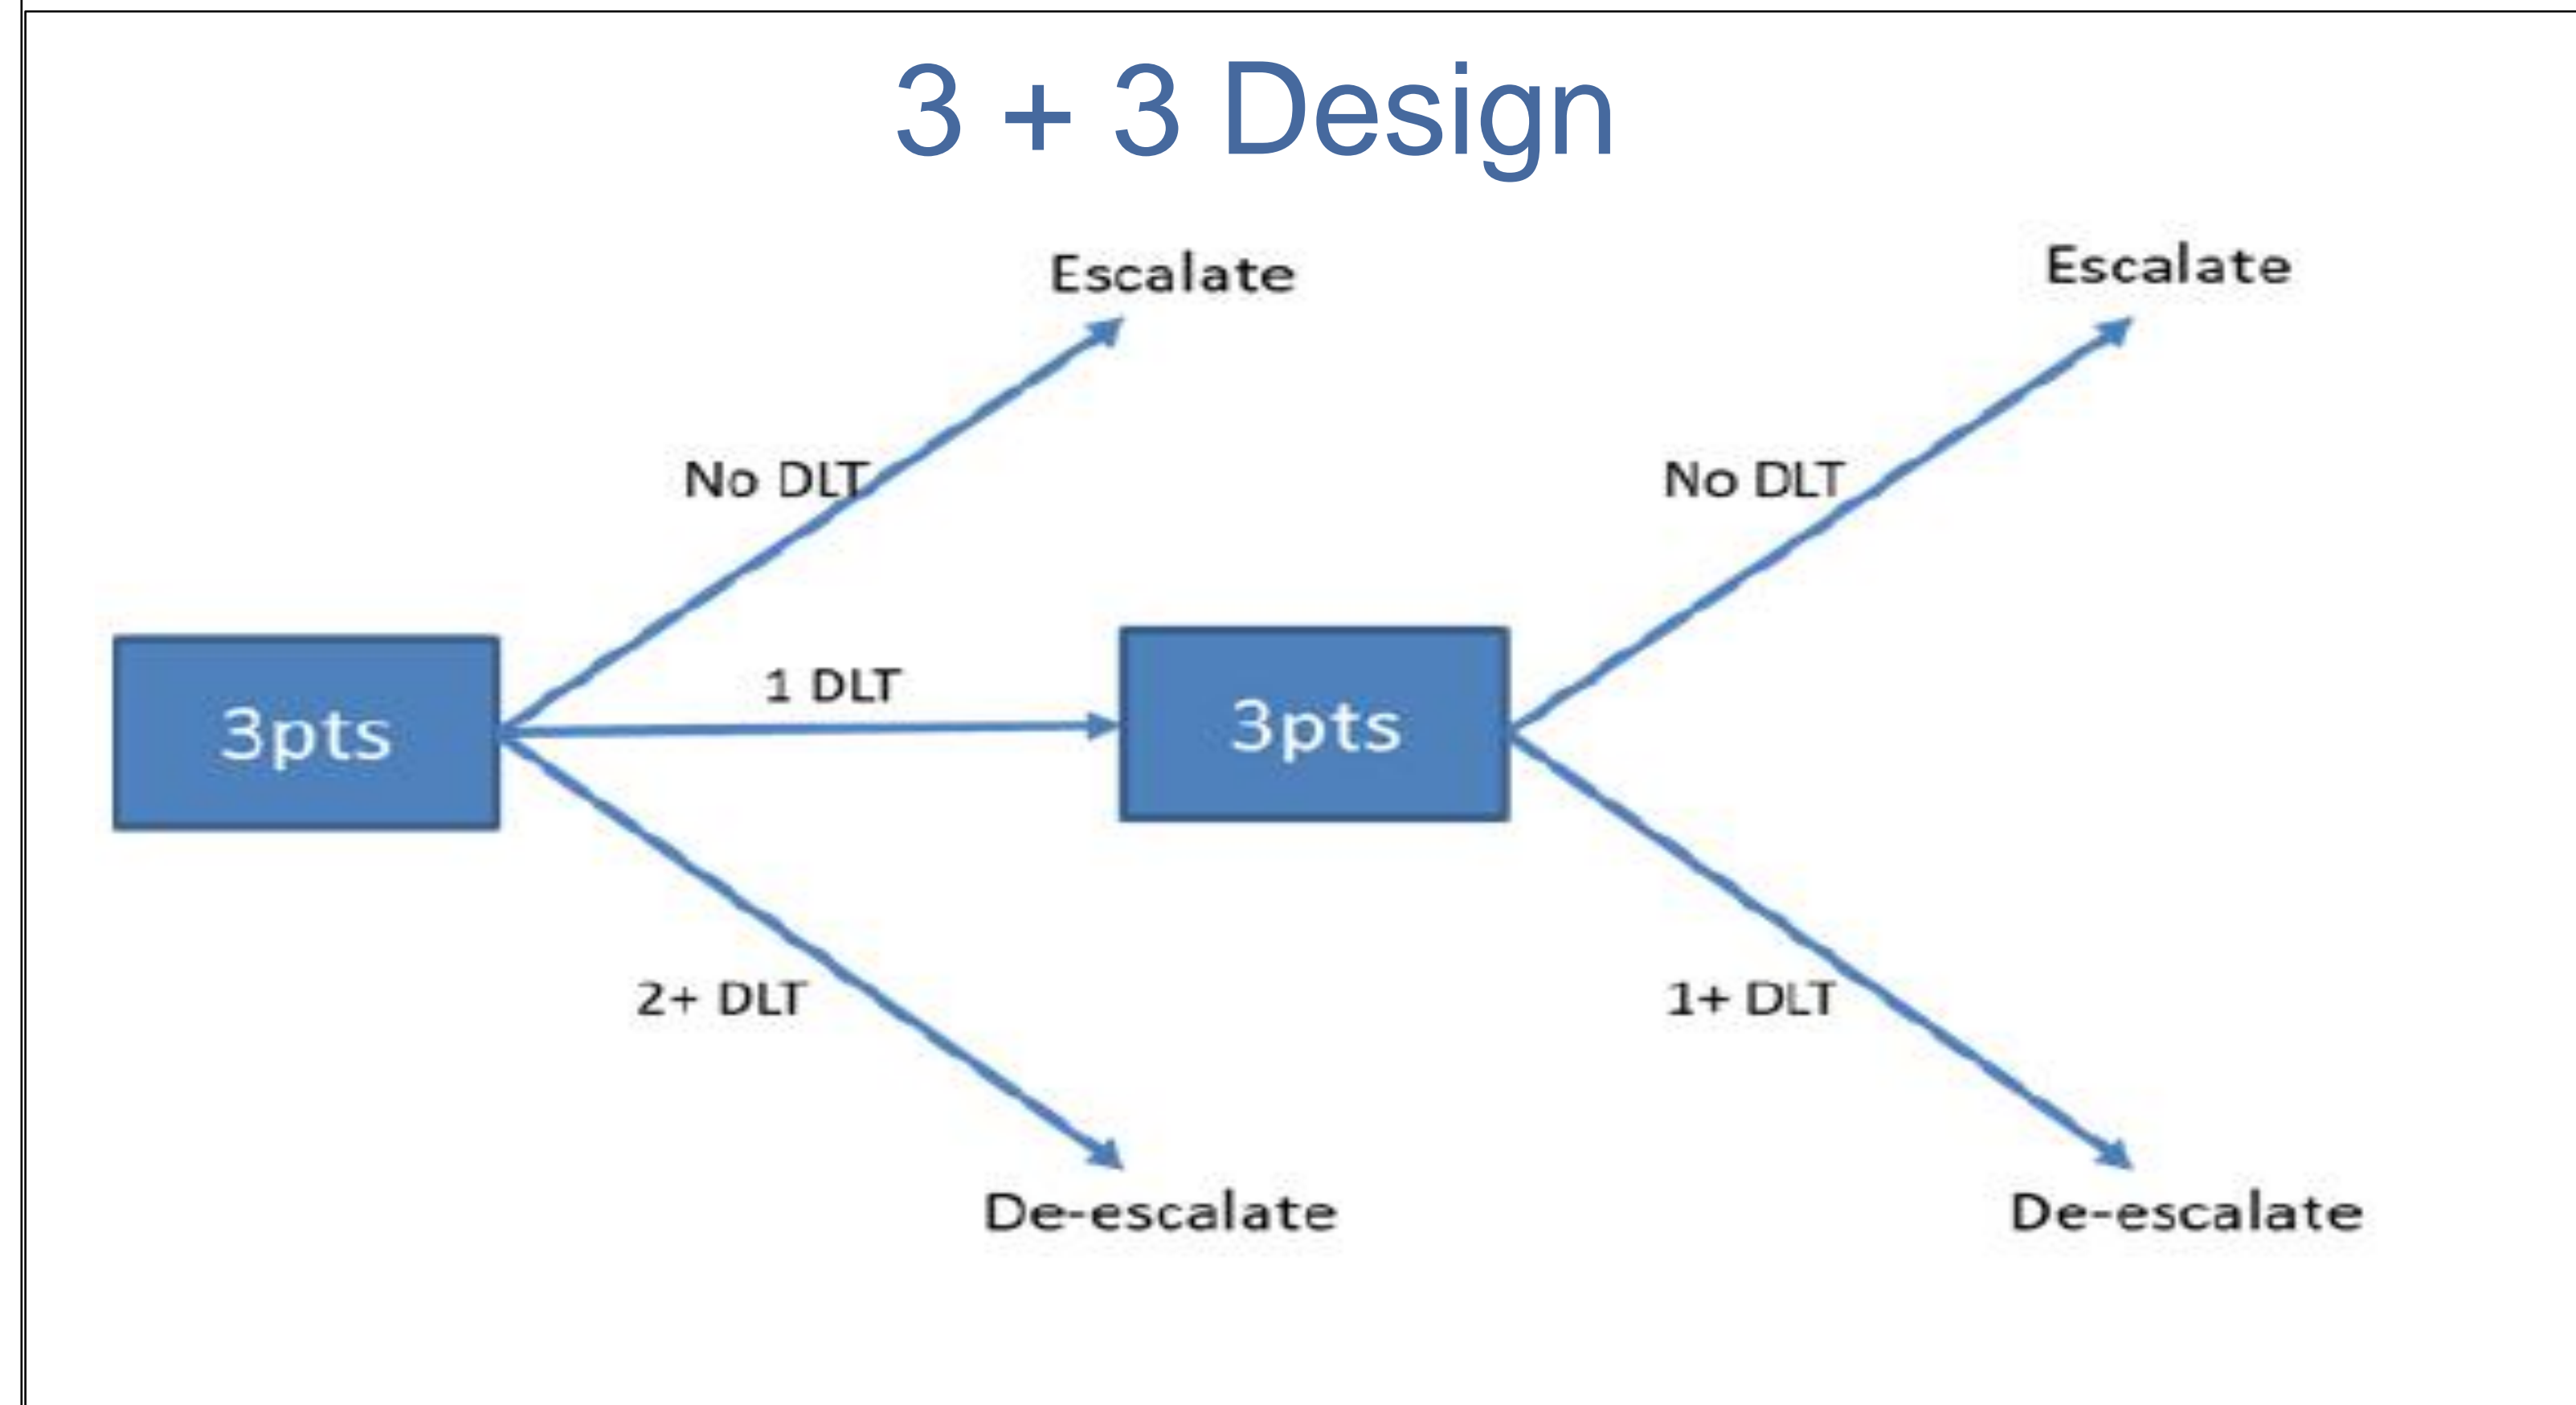 3 + 3 Design
Escalate
Escalate
No DLT
No DLT
1 DLT
3pts
3pts
2+ DLT
1+ DLT
De-escalate
De-escalate